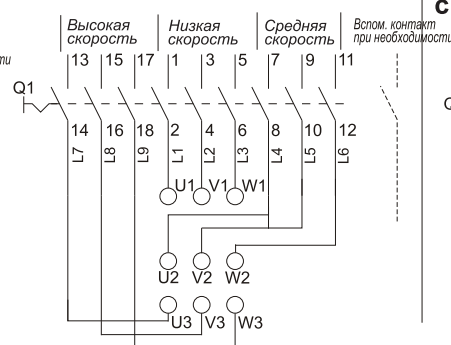 с
Высокая
скорость
Низкая
скорость
Средняя
скорость
Вспом. контакт
при необходимости
ти
13 15 17 1 3 5 7 9 11
Q1
14 16 18 2 4 6 8 10 12
L7 L8 L9 L1 L2 L3 L4 L5 L6
U1 V1 W1
U2 V2 W2
U3 V3 W3